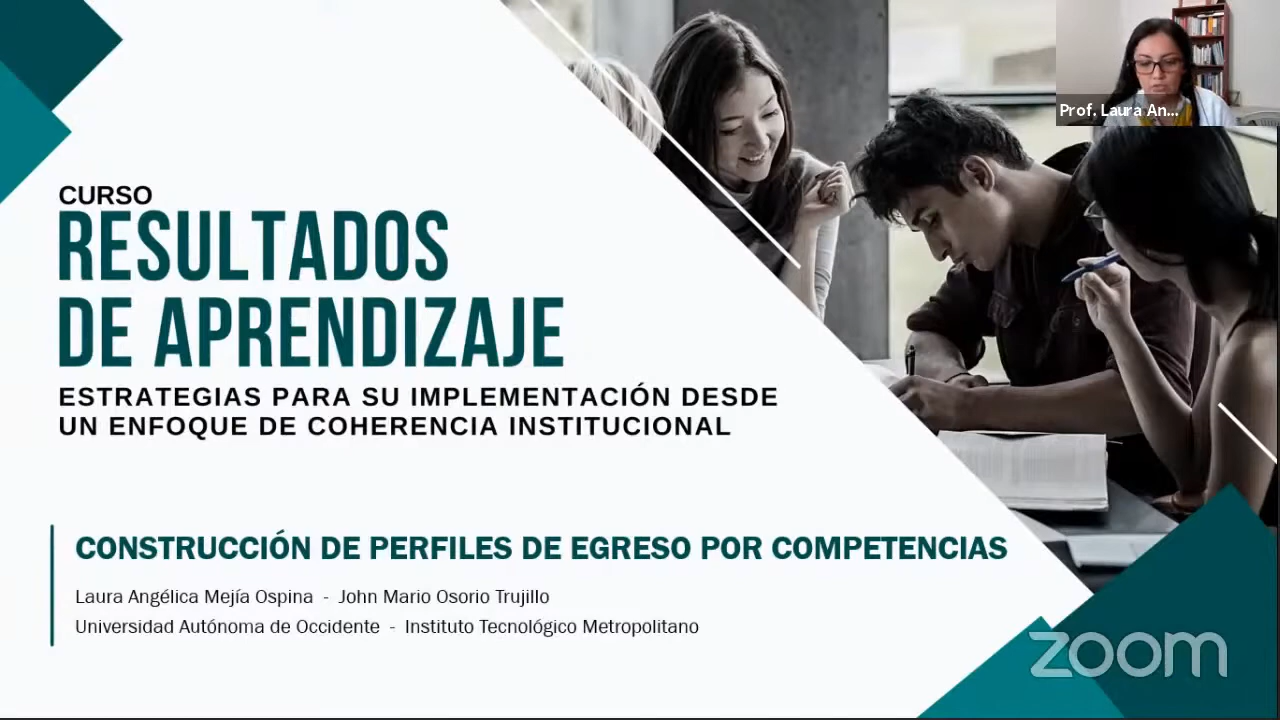 Prof. Laura An...
CURSO
RESULTADOS
DE APRENDIZAJE
ESTRATEGIAS PARA SU IMPLEMENTACIÓN DESDE
UN ENFOQUE DE COHERENCIA INSTITUCIONAL
CONSTRUCCIÓN DE PERFILES DE EGRESO POR COMPETENCIAS
Laura Angélica Mejía Ospina - John Mario Osorio Trujillo
Universidad Autónoma de Occidente - Instituto Tecnológico Metropolitano
zoom